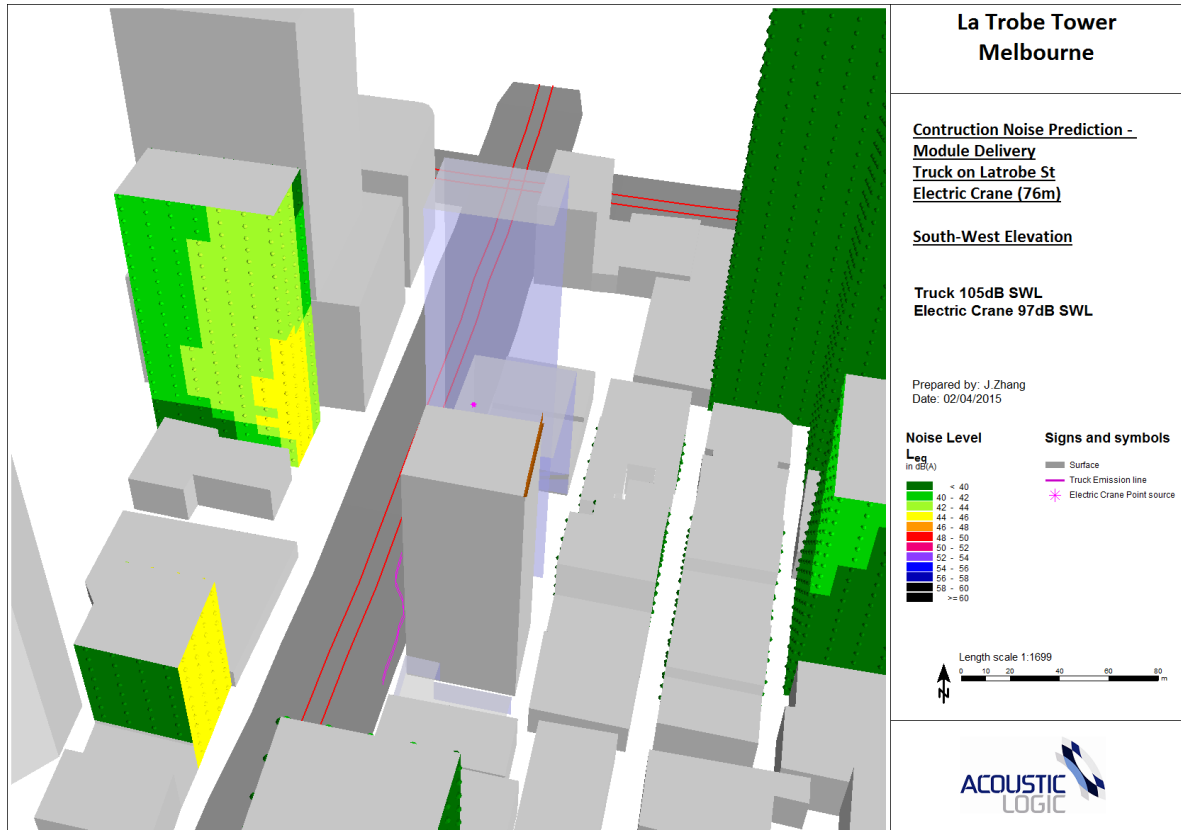 La Trobe Tower
Melbourne
Contruction Noise Prediction -
Module Delivery
Truck on Latrobe St
Electric Crane (76m)
South-West Elevation
Truck 105dB SWL
Electric Crane 97dB SWL
Prepared by: J.Zhang
Date: 02/04/2015
Noise Level
Leq
in dB(A)
< 40
40 - 42
42 - 44
44 - 46
46 - 48
48 - 50
50 - 52
52 - 54
54 - 56
56 - 58
58 - 60
>= 60
Signs and symbols
Surface
Truck Emission line
Electric Crane Point source
Length scale 1:1699
0 10 20 40 60 80
m
N
ACOUSTIC
LOGIC